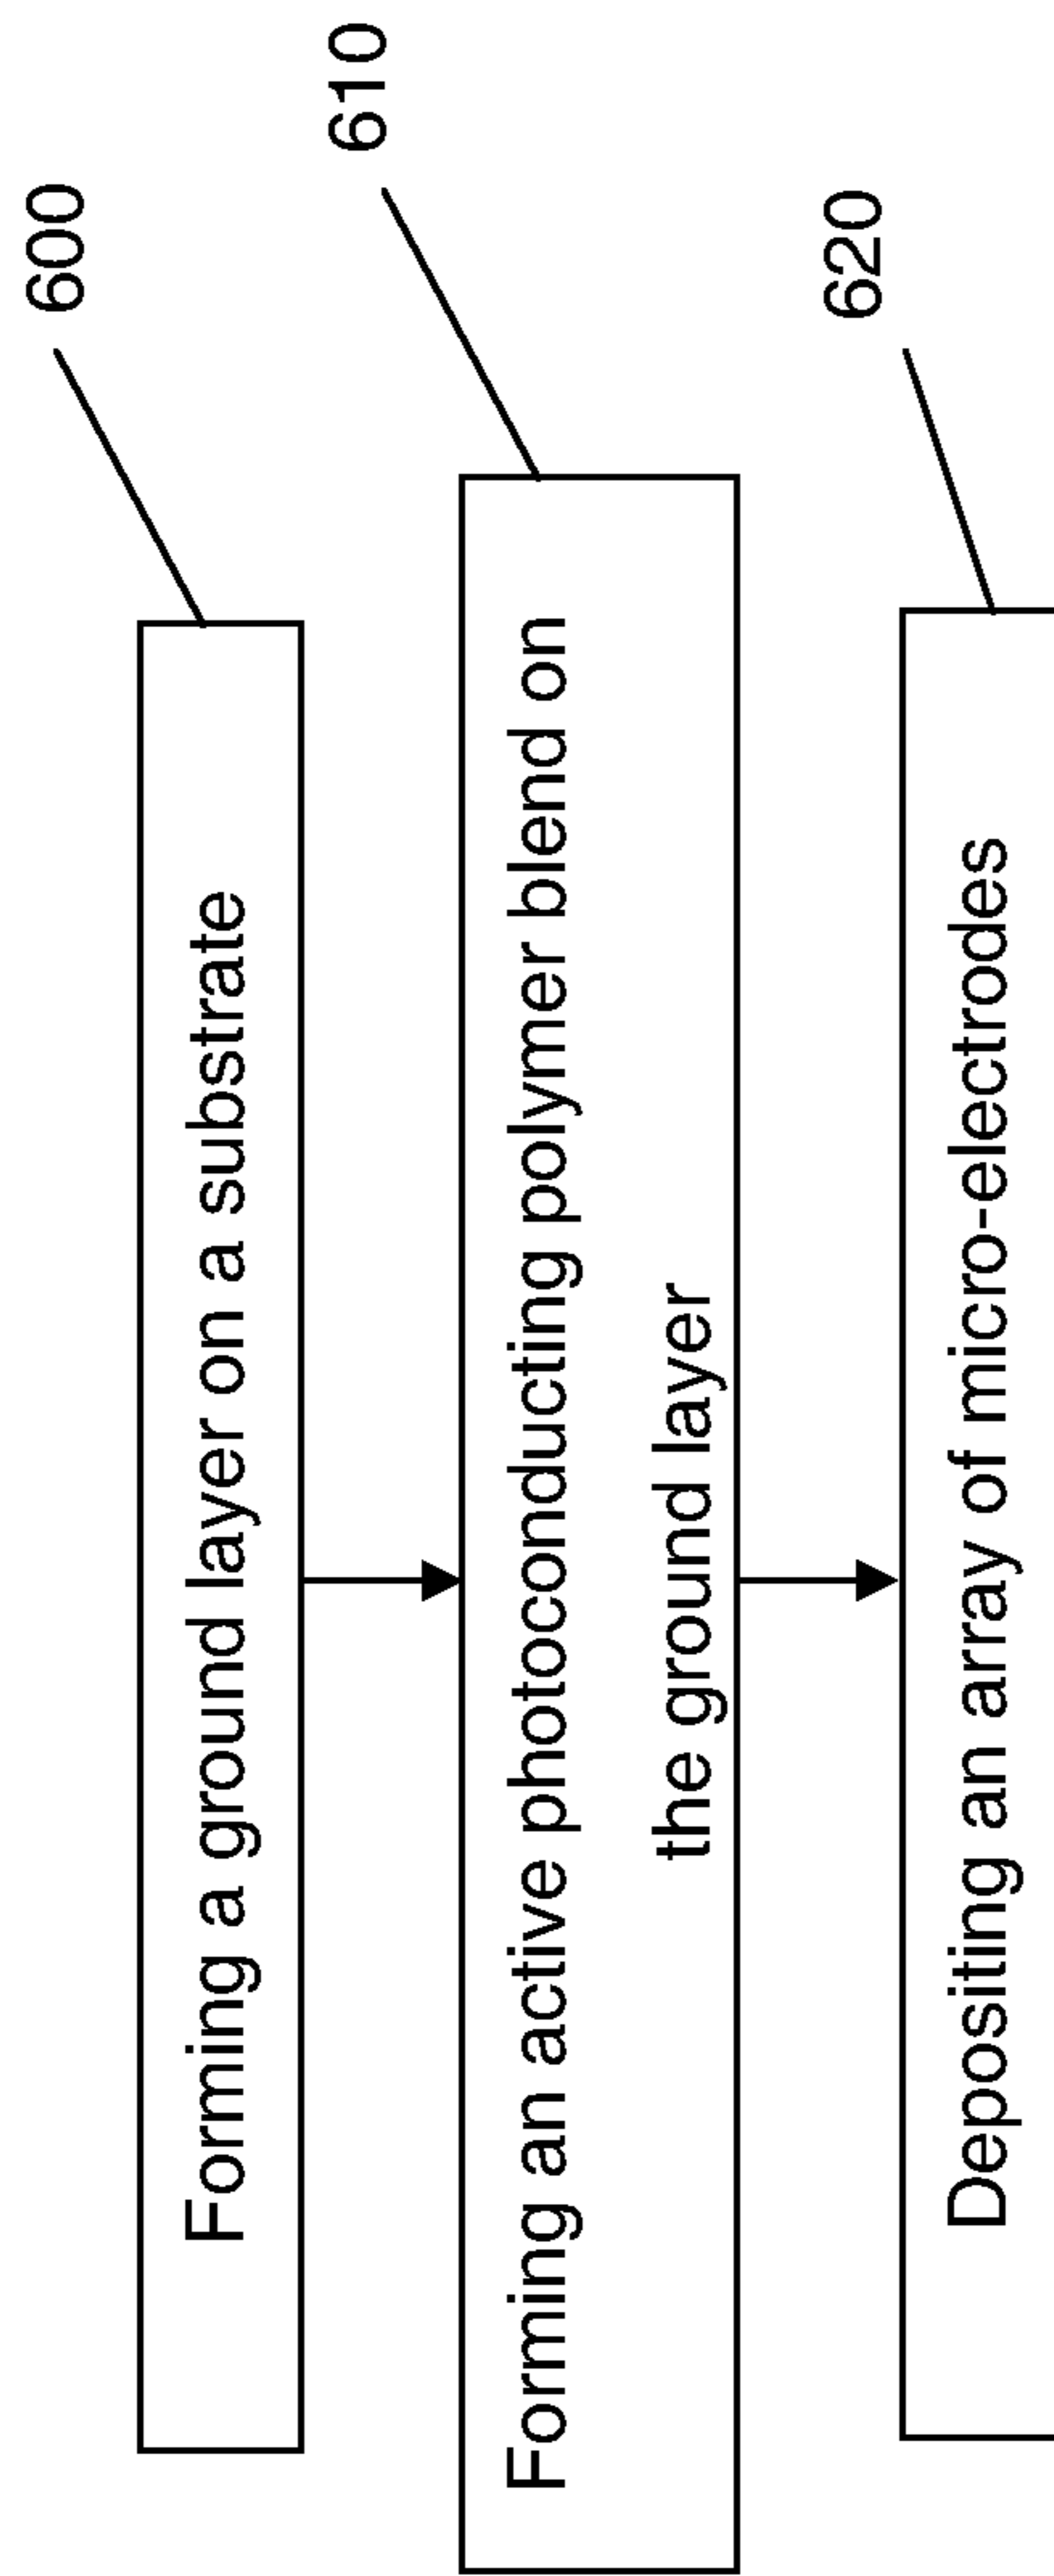 600
Forming a ground layer on a substrate
610
Forming an active photoconducting polymer blend on
the ground layer
620
Depositing an array of micro-electrodes